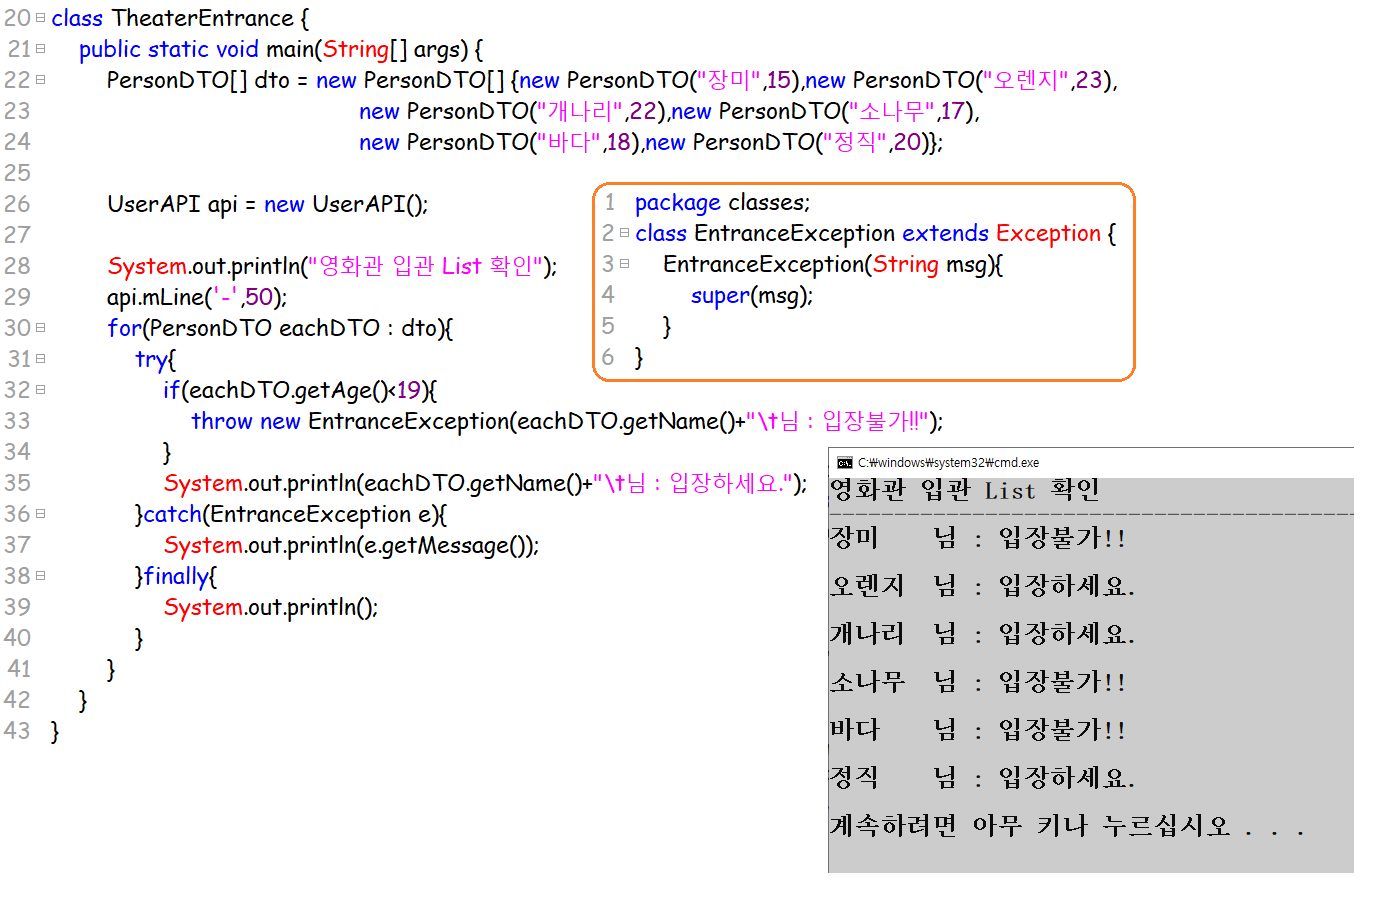 20 class TheaterEntrance {
21 public static void main(String[] args) {
22 PersonDTO[] dto = new PersonDTO[] {new PersonDTO("장미",15),new PersonDTO("오렌지",23),
23 new PersonDTO("개나리",22),new PersonDTO("소나무",17),
24 new PersonDTO("바다",18),new PersonDTO("정직",20)};
25
26 UserAPI api = new UserAPI();
27
28 System.out.println("영화관 입관 List 확인");
29 api.mLine('-',50);
30 for(PersonDTO eachDTO : dto){
31 try{
32 if(eachDTO.getAge()<19){
33 throw new EntranceException(eachDTO.getName()+"\t님 : 입장불가!!");
34 }
35 System.out.println(eachDTO.getName()+"\t님 : 입장하세요.");
36 }catch(EntranceException e){
37 System.out.println(e.getMessage());
38 }finally{
39 System.out.println();
40 }
41 }
42 }
43 }
1 package classes;
2 class EntranceException extends Exception {
3 EntranceException(String msg){
4 super(msg);
5 }
6 }
C:₩windows₩system32₩cmd.exe
영화관 입관 List 확인
--------------------------------------------------
장미 님 : 입장불가!!
오렌지 님 : 입장하세요.
개나리 님 : 입장하세요.
소나무 님 : 입장불가!!
바다 님 : 입장불가!!
정직 님 : 입장하세요.
계속하려면 아무 키나 누르십시오 . . .